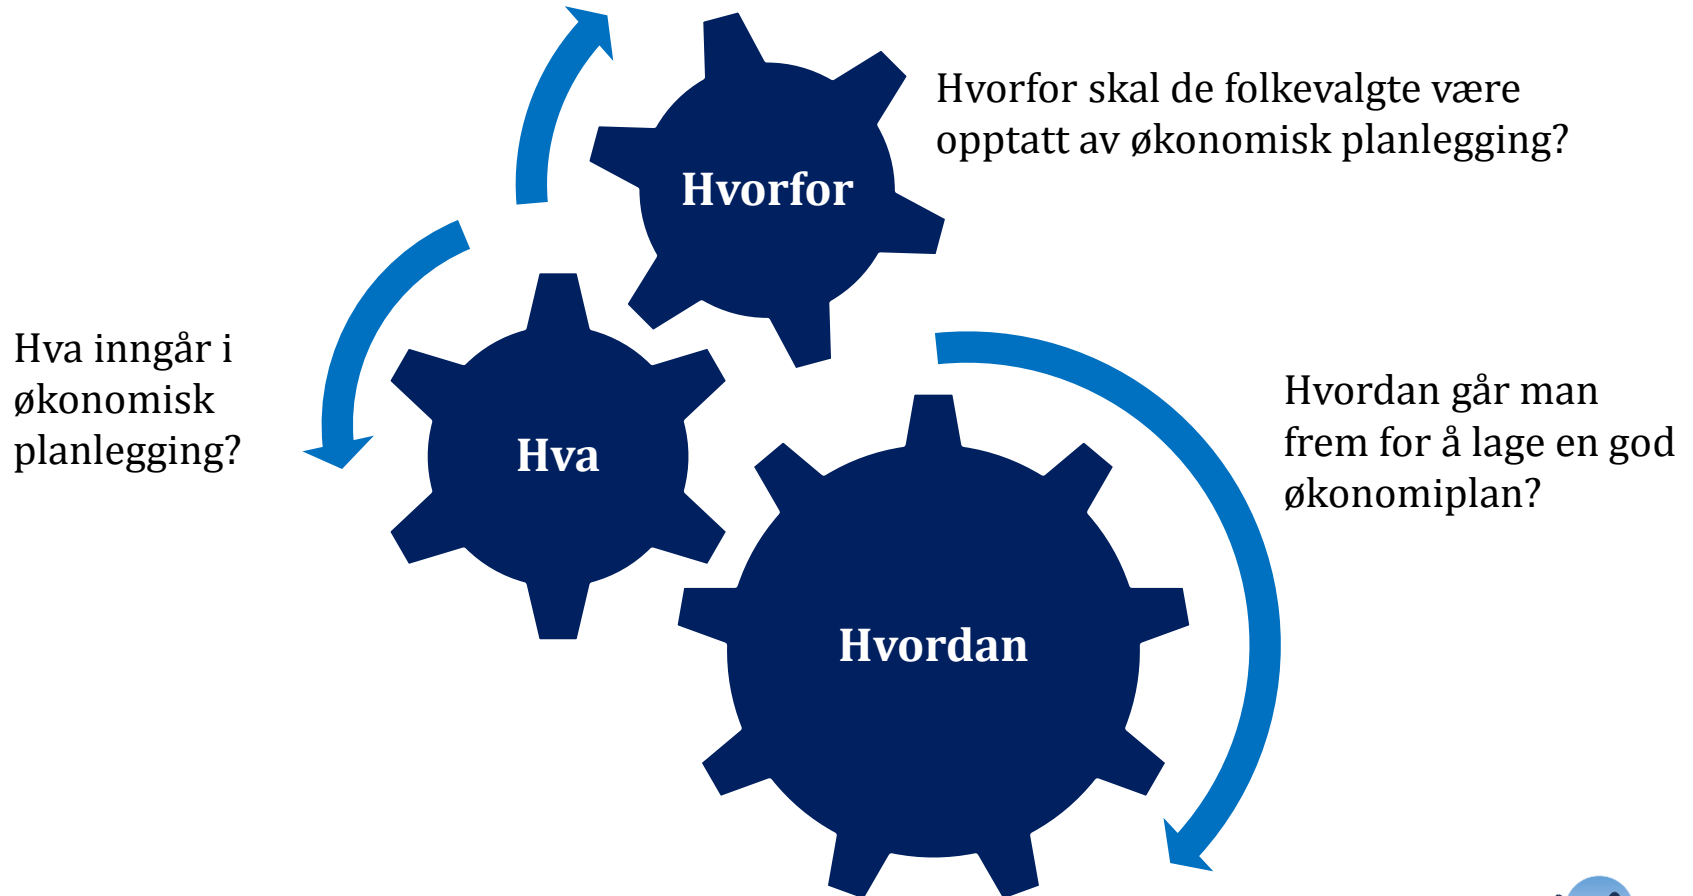 Hvorfor skal de folkevalgte være
opptatt av økonomisk planlegging?
Hvorfor
Hva inngår i
økonomisk
planlegging?
Hva
Hvordan går man
frem for å lage en god
økonomiplan?
Hvordan